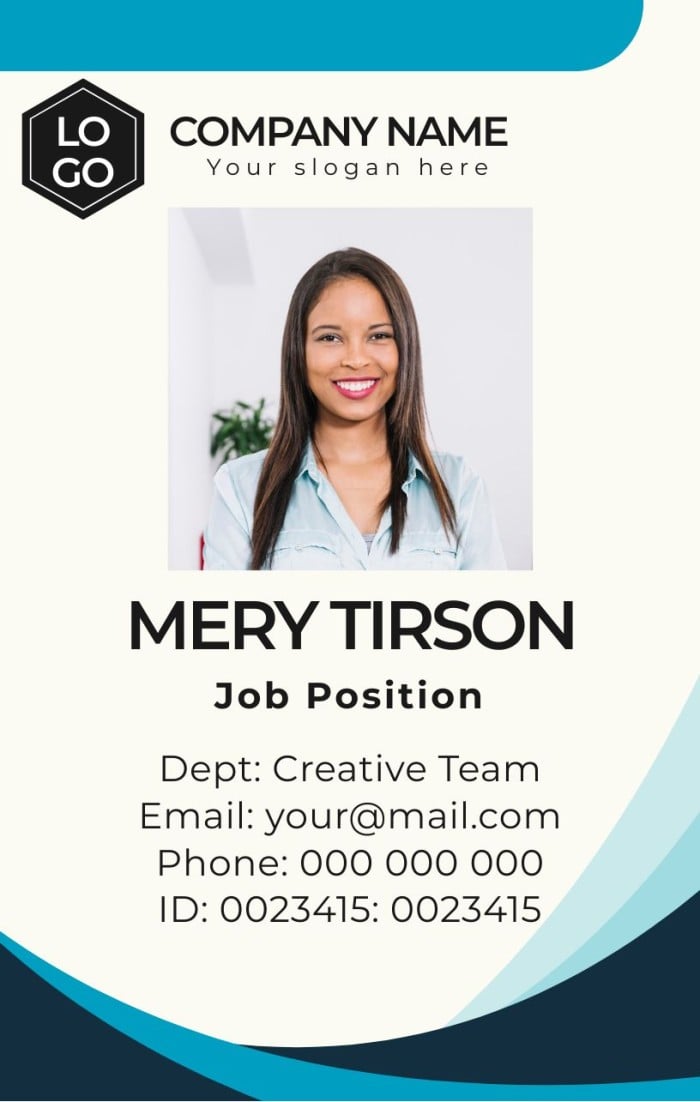 LO
GO
COMPANY NAME
Your slogan here
MERY TIRSON
Job Position
Dept: Creative Team
Email: your@mail.com
Phone: 000 000 000
ID: 0023415: 0023415